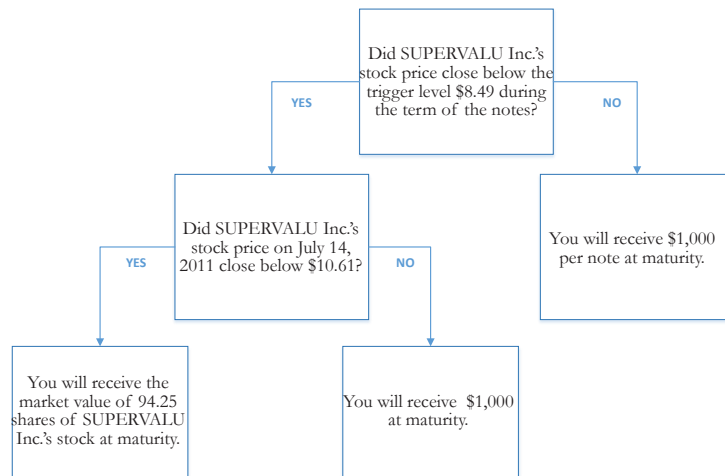 Did SUPERVALU Inc.'s
stock price close below the
trigger level $8.49 during
the term of the notes?
YES
NO
Did SUPERVALU Inc.'s
stock price on July 14,
2011 close below $10.61?
You will receive $1,000
per note at maturity.
YES
NO
You will receive the
market value of 94.25
shares of SUPERVALU
Inc.'s stock at maturity.
You will receive $1,000
at maturity.